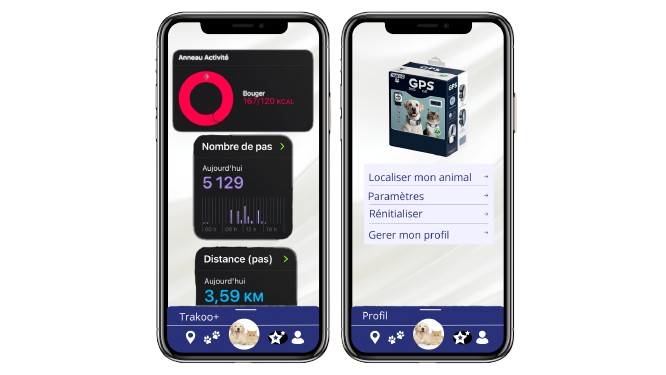 Anneau Activité
Bouger
167/120 KCAL
Nombre de pas
Aujourd'hui
5 129
00 h 06 h 12 h 18 h
Distance (pas)
Aujourd'hui
3,59 KM
Trakoo+
GPS
Localiser mon animal
Paramètres
Rénitialiser
Gerer mon profil
Profil